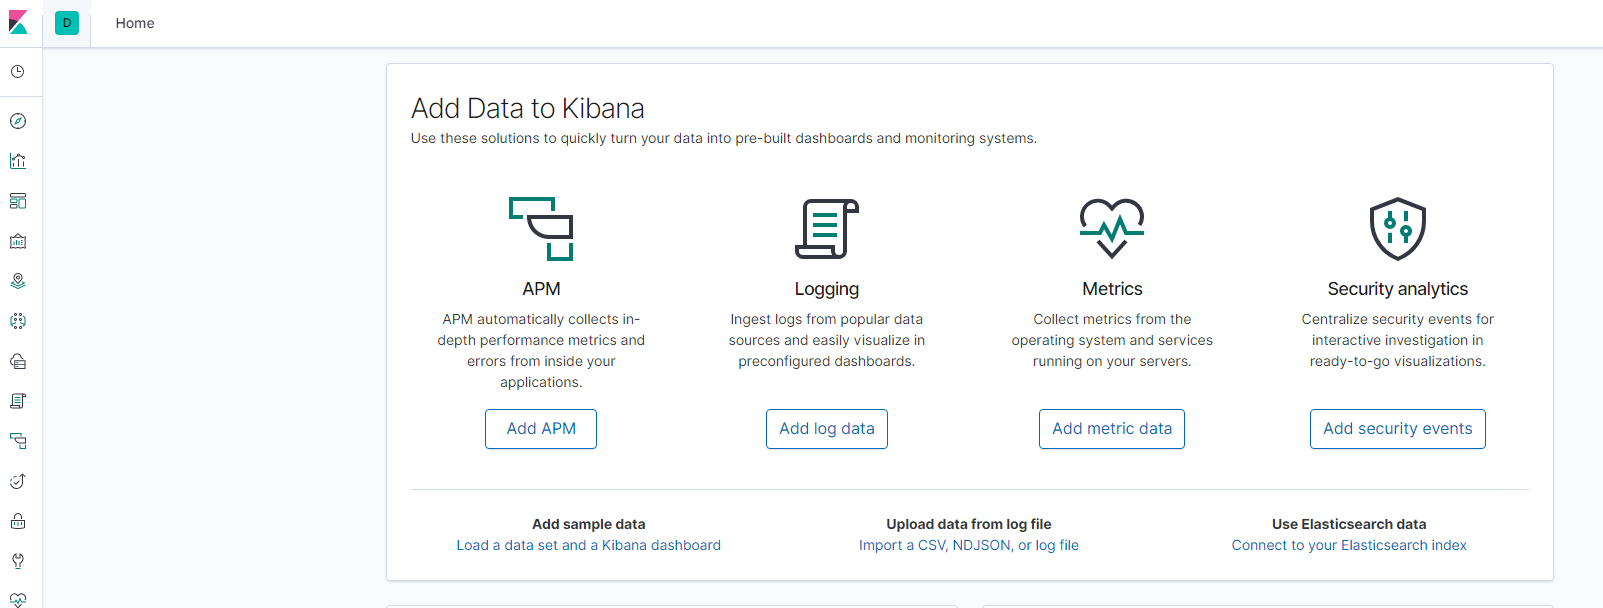 D
Home
Add Data to Kibana
Use these solutions to quickly turn your data into pre-built dashboards and monitoring systems.
APM
APM automatically collects in-
depth performance metrics and
errors from inside your
applications.
Add APM
Logging
Ingest logs from popular data
sources and easily visualize in
preconfigured dashboards.
Add log data
Metrics
Collect metrics from the
operating system and services
running on your servers.
Add metric data
Security analytics
Centralize security events for
interactive investigation in
ready-to-go visualizations.
Add security events
Add sample data
Load a data set and a Kibana dashboard
Upload data from log file
Import a CSV, NDJSON, or log file
Use Elasticsearch data
Connect to your Elasticsearch index